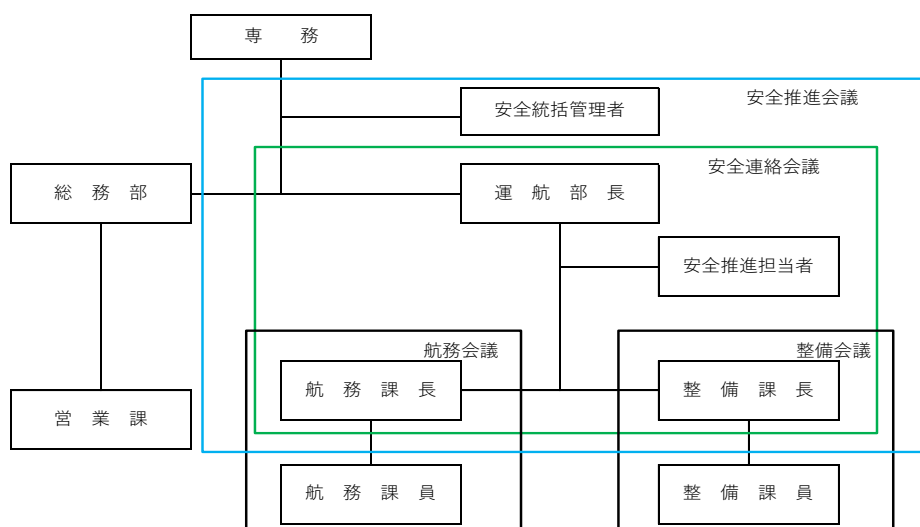 専 務
安全推進会議
安全統括管理者
安全連絡会議
総 務 部
運 航 部 長
安全推進担当者
航務会議
整備会議
航 務 課 長
整 備 課 長
営 業 課
航 務 課 員
整 備 課 員